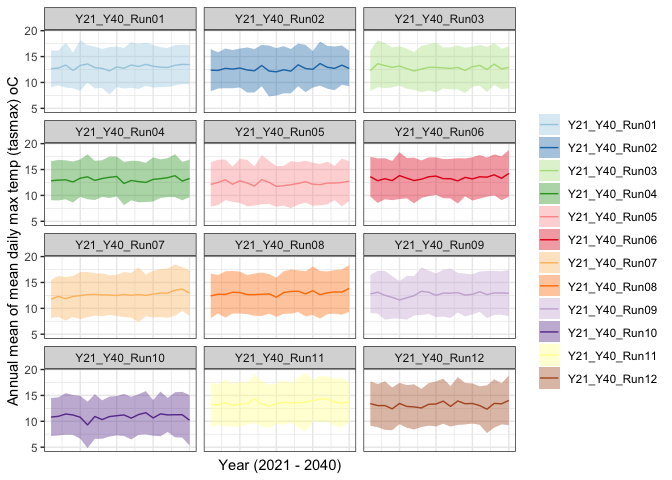 Y21_Y40_Run01 Y21_Y40_Run02 Y21_Y40_Run03
20
15
10
5
Y21_Y40_Run04 Y21_Y40_Run05 Y21_Y40_Run06
20
15
10
5
Y21_Y40_Run07 Y21_Y40_Run08 Y21_Y40_Run09
20
15
10
5
Y21_Y40_Run10 Y21_Y40_Run11 Y21_Y40_Run12
20
15
10
5
Annual mean of mean daily max temp (tasmax) oC
Year (2021 - 2040)
Y21_Y40_Run01
Y21_Y40_Run02
Y21_Y40_Run03
Y21_Y40_Run04
Y21_Y40_Run05
Y21_Y40_Run06
Y21_Y40_Run07
Y21_Y40_Run08
Y21_Y40_Run09
Y21_Y40_Run10
Y21_Y40_Run11
Y21_Y40_Run12